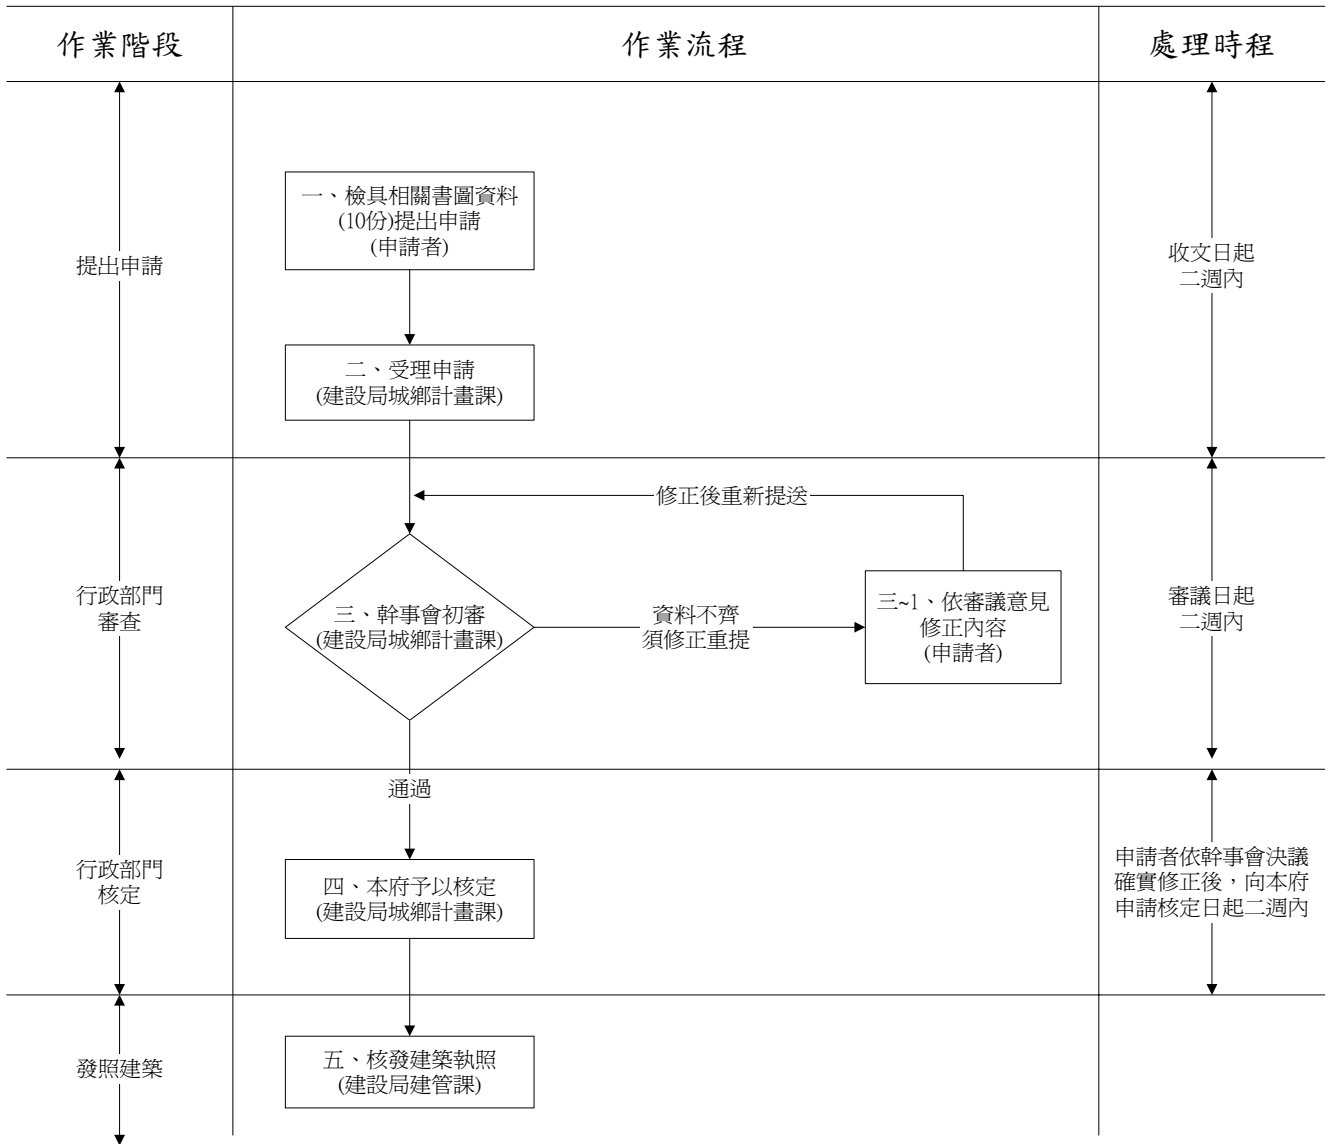 作業階段
作業流程
處理時程
提出申請
一、檢具相關書圖資料
(10份)提出申請
(申請者)
二、受理申請
(建設局城鄉計畫課)
收文日起
二週內
行政部門
審查
修正後重新提送
三、幹事會初審
(建設局城鄉計畫課)
資料不齊
須修正重提
三~1、依審議意見
修正內容
(申請者)
審議日起
二週內
通過
行政部門
核定
四、本府予以核定
(建設局城鄉計畫課)
申請者依幹事會決議
確實修正後，向本府
申請核定日起二週內
發照建築
五、核發建築執照
(建設局建管課)